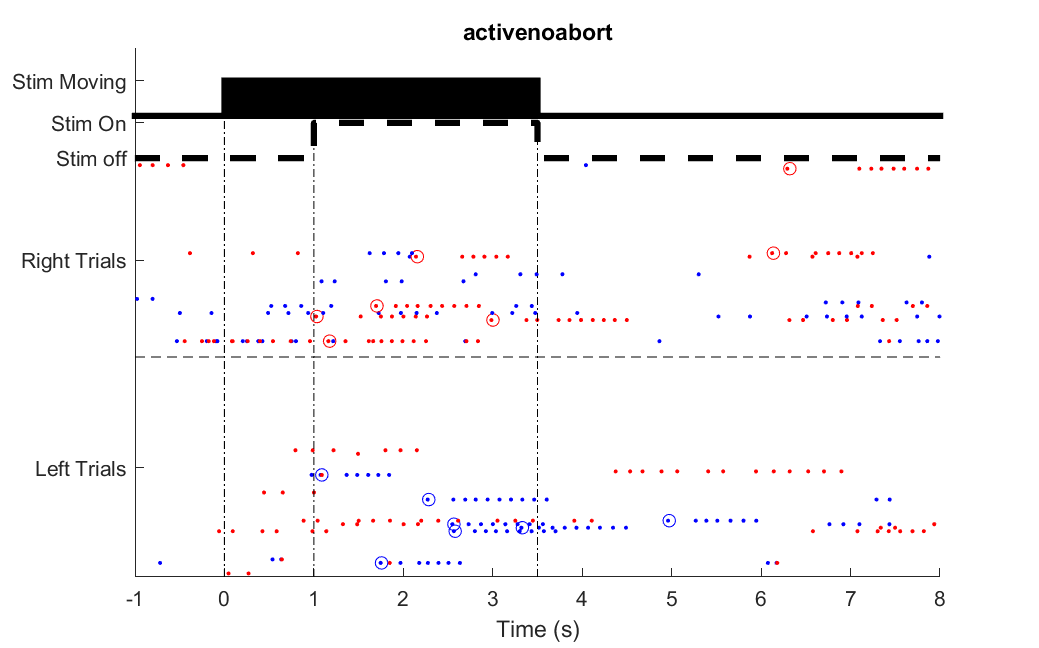 activenoabort
Stim Moving
Stim On
Stim off
Right Trials
Left Trials
-1 0 1 2 3 4 5 6 7 8
Time (s)